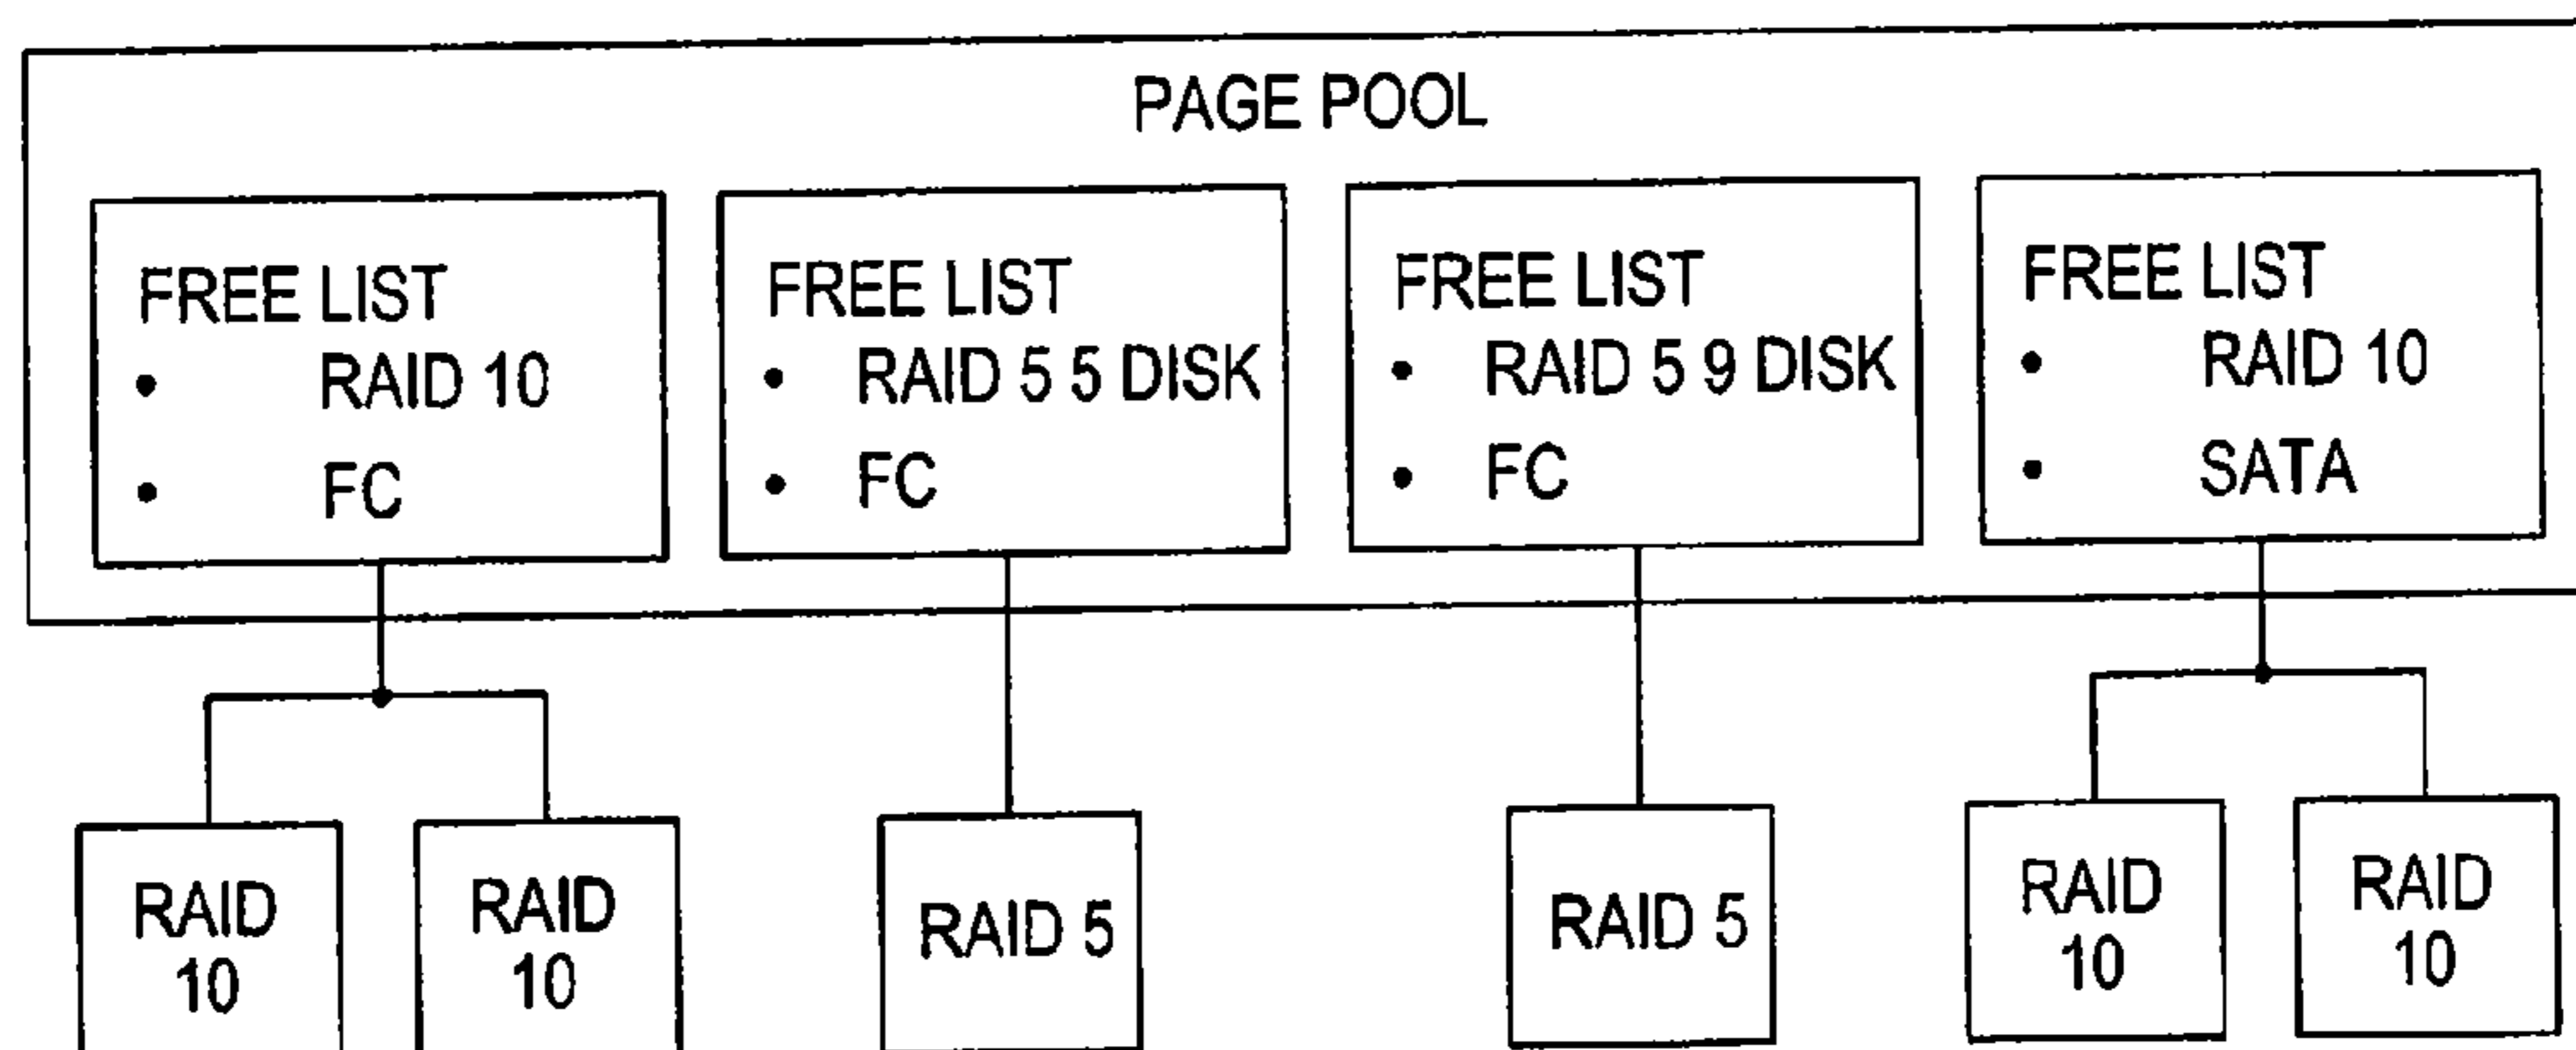 PAGE POOL
FREE LIST
• RAID 10
• FC
FREE LIST
• RAID 5 5 DISK
• FC
FREE LIST
• RAID 5 9 DISK
• FC
FREE LIST
• RAID 10
• SATA
RAID
10
RAID
10
RAID 5
RAID 5
RAID
10
RAID
10